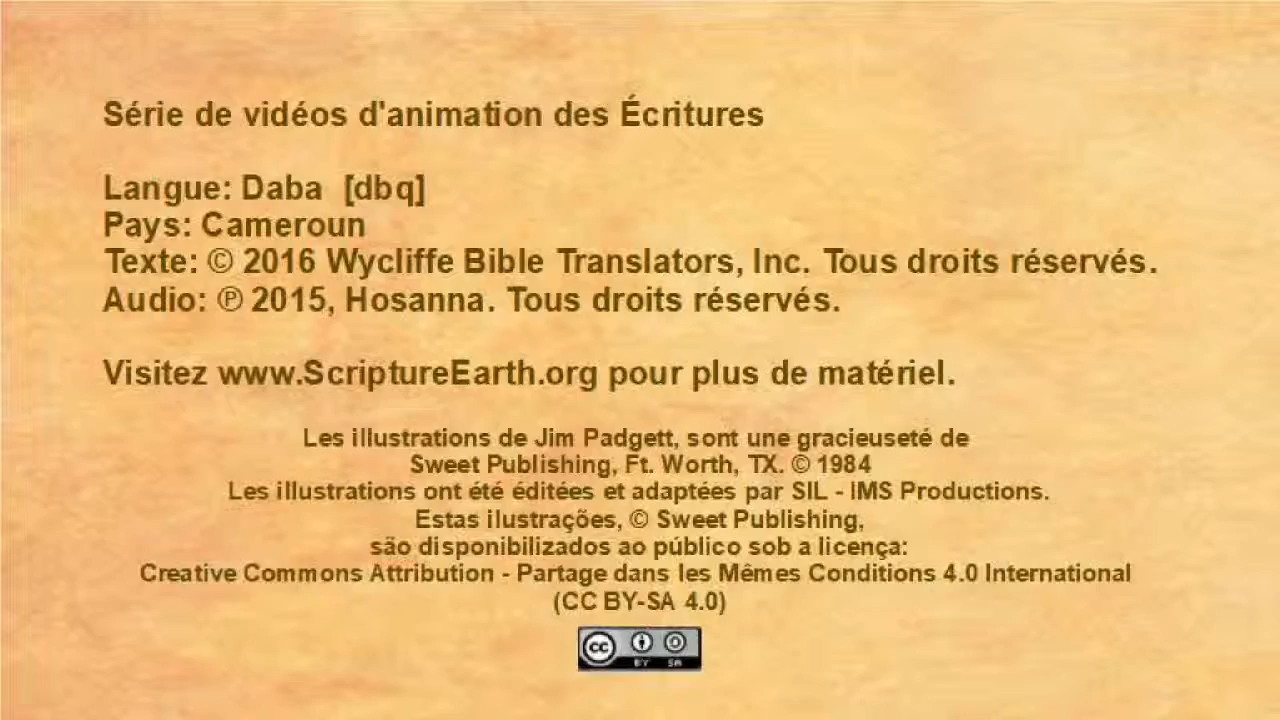 Série de vidéos d'animation des Écritures
Langue: Daba [dbq]
Pays: Cameroun
Texte: © 2016 Wycliffe Bible Translators, Inc. Tous droits réservés.
Audio: ℗ 2015, Hosanna. Tous droits réservés.
Visitez www.ScriptureEarth.org pour plus de matériel.
Les illustrations de Jim Padgett, sont une gracieuseté de
Sweet Publishing, Ft. Worth, TX. © 1984
Les illustrations ont été éditées et adaptées par SIL - IMS Productions.
Estas ilustrações, © Sweet Publishing,
são disponibilizados ao público sob a licença:
Creative Commons Attribution - Partage dans les Mêmes Conditions 4.0 International
(CC BY-SA 4.0)
cc BY SA